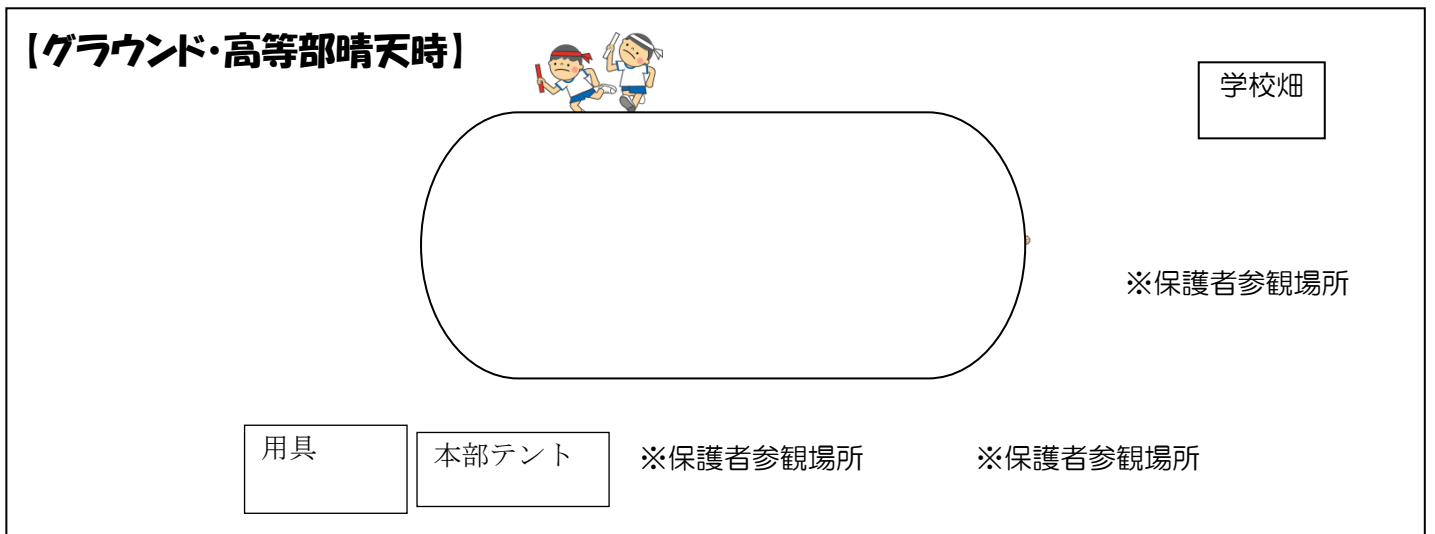 【グラウンド・高等部晴天時】
学校畑
※保護者参観場所
用具
本部テント
※保護者参観場所
※保護者参観場所